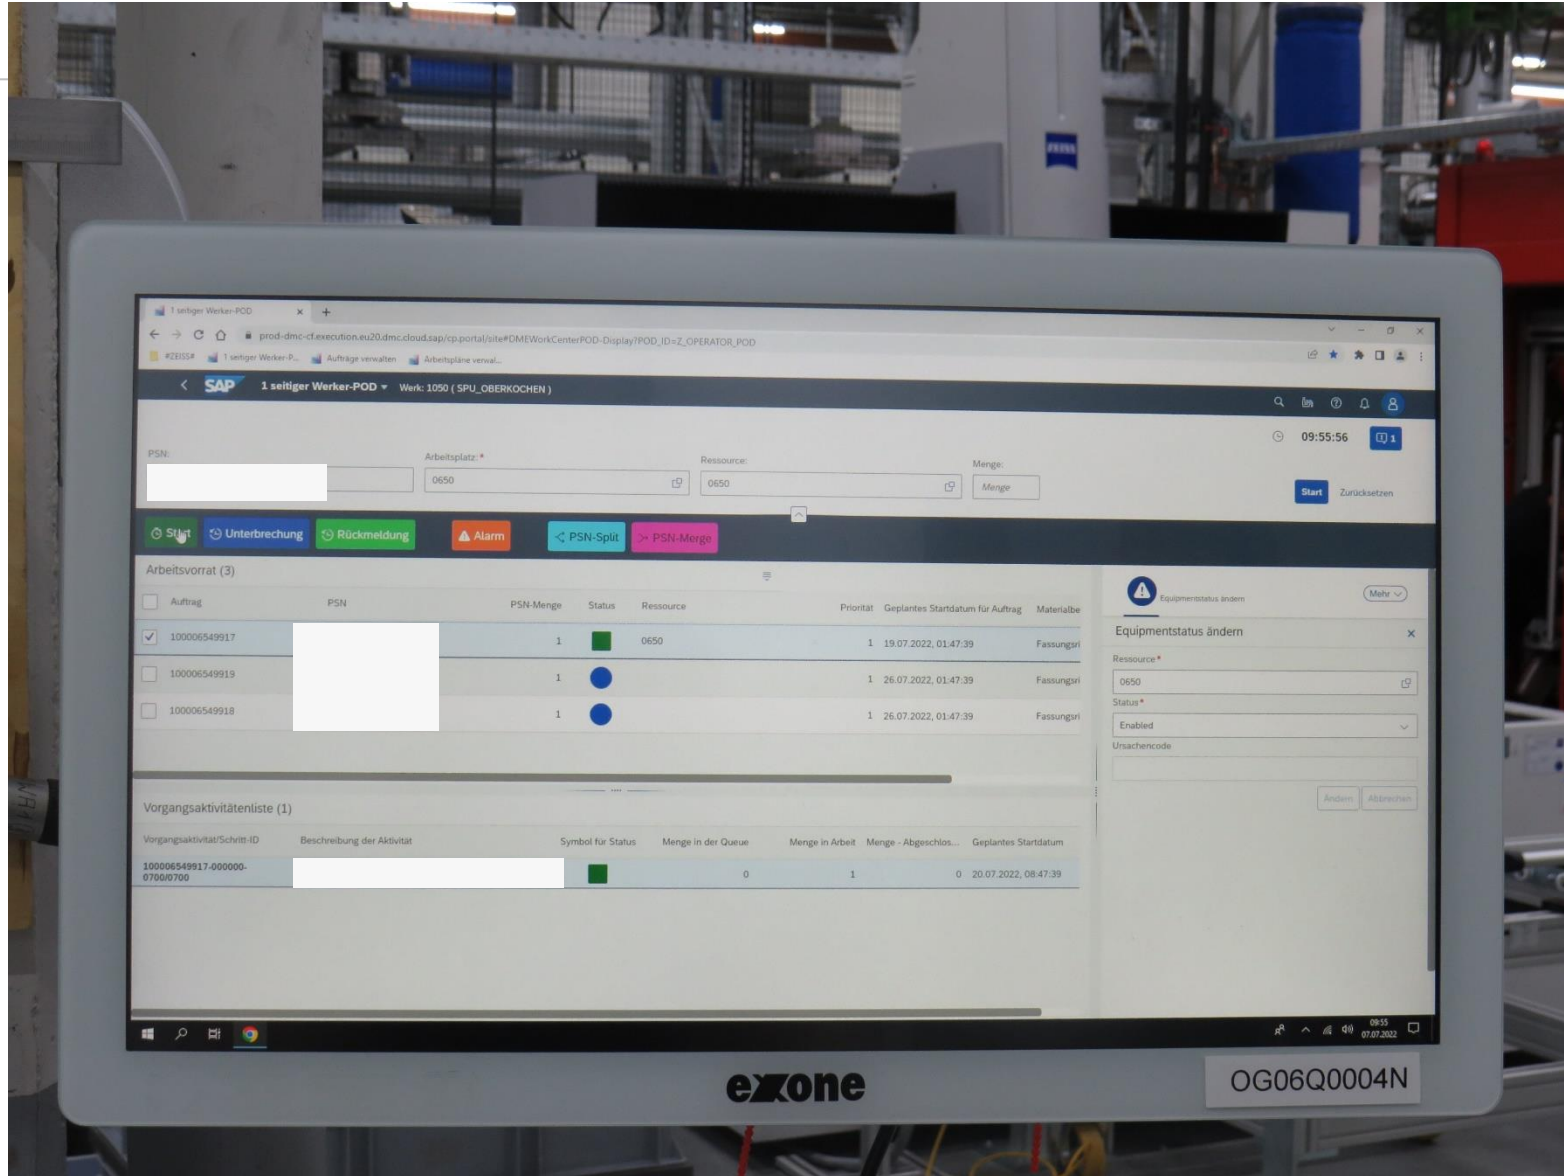 ZEISS
1 seitiger Werker-POD
prod-dmc-cf.execution.eu20.dmc.cloud.sap/cp.portal/site#DMEWorkCenterPOD-Display?POD_ID=Z_OPERATOR_POD
#ZEISS# 1 seitiger Werker-P... Aufträge verwalten Arbeitspläne verwal...
SAP 1 seitiger Werker-POD Werk: 1050 ( SPU_OBERKOCHEN )
09:55:56 1
PSN: Arbeitsplatz: * Ressource: Menge:
0650 0650 Menge Start Zurücksetzen
Start Unterbrechung Rückmeldung Alarm PSN-Split PSN-Merge
Arbeitsvorrat (3)
Auftrag PSN PSN-Menge Status Ressource Priorität Geplantes Startdatum für Auftrag Materialbe
100006549917 1 0650 1 19.07.2022, 01:47:39 Fassungsri
100006549919 1 1 26.07.2022, 01:47:39 Fassungsri
100006549918 1 1 26.07.2022, 01:47:39 Fassungsri
Vorgangsaktivitätenliste (1)
Vorgangsaktivität/Schritt-ID Beschreibung der Aktivität Symbol für Status Menge in der Queue Menge in Arbeit Menge - Abgeschlos... Geplantes Startdatum
100006549917-000000-
0700/0700 0 1 0 20.07.2022, 08:47:39
Equipmentstatus ändern Mehr
Equipmentstatus ändern
Ressource *
0650
Status *
Enabled
Ursachencode
Ändern Abbrechen
09:55
07.07.2022
exone
OG06Q0004N